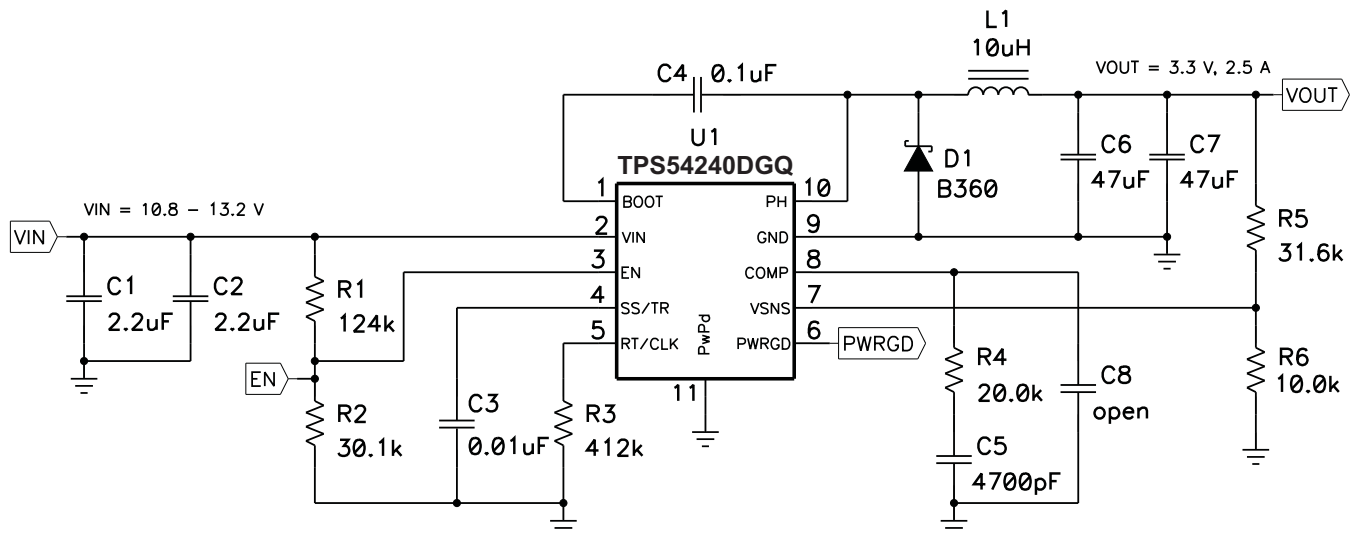 L1
10uH
VOUT = 3.3 V, 2.5 A
VOUT
C4 0.1uF
U1
TPS54240DGQ
C6
47uF
C7
47uF
D1
B360
VIN = 10.8 – 13.2 V
VIN
1
BOOT
PH
10
2
VIN
GND
9
3
EN
COMP
8
4
SS/TR
VSNS
7
5
RT/CLK
PWRGD
6
PwPd
11
PWRGD
C1
2.2uF
C2
2.2uF
R1
124k
EN
R2
30.1k
C3
0.01uF
R3
412k
R4
20.0k
C8
open
C5
4700pF
R5
31.6k
R6
10.0k